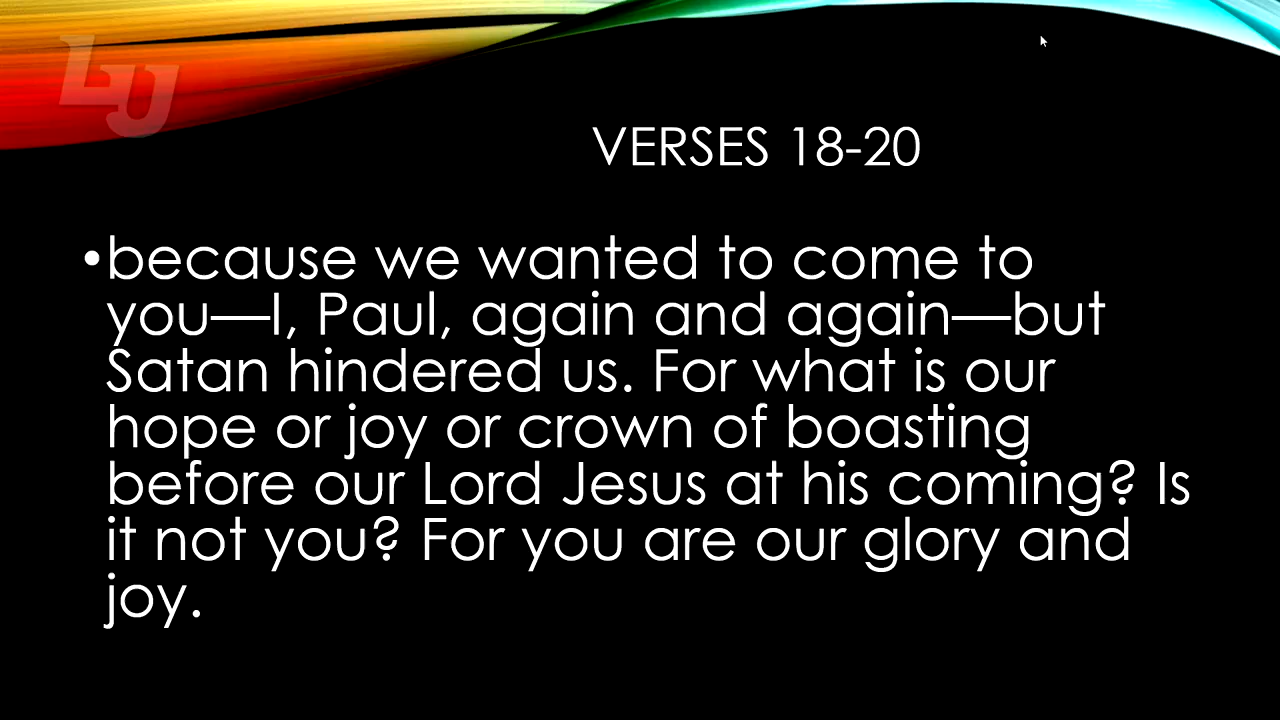 LU
VERSES 18-20
•because we wanted to come to
you—I, Paul, again and again—but
Satan hindered us. For what is our
hope or joy or crown of boasting
before our Lord Jesus at his coming? Is
it not you? For you are our glory and
joy.